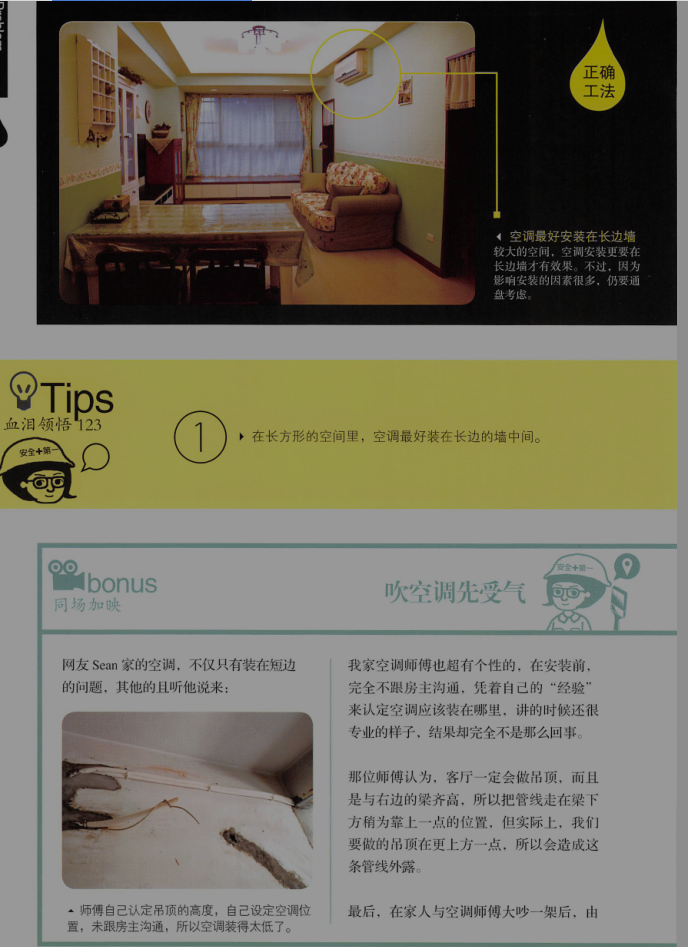 正确
工法
空调最好安装在长边墙
较大的空间，空调安装更要在
长边墙才有效果。不过，因为
影响安装的因素很多，仍要通
盘考虑。
Tips
血泪领悟 123
安全+第一
1
在长方形的空间里，空调最好装在长边的墙中间。
bonus
同场加映
吹空调先受气
安全+第一
网友 Sean 家的空调，不仅只有装在短边
的问题，其他的且听他说来：
师傅自己认定吊顶的高度，自己设定空调位
置，未跟房主沟通，所以空调装得太低了。
我家空调师傅也超有个性的，在安装前，
完全不跟房主沟通，凭着自己的“经验”
来认定空调应该装在哪里，讲的时候还很
专业的样子，结果却完全不是那么回事。
那位师傅认为，客厅一定会做吊顶，而且
是与右边的梁齐高，所以把管线走在梁下
方稍为靠上一点的位置，但实际上，我们
要做的吊顶在更上方一点，所以会造成这
条管线外露。
最后，在家人与空调师傅大吵一架后，由